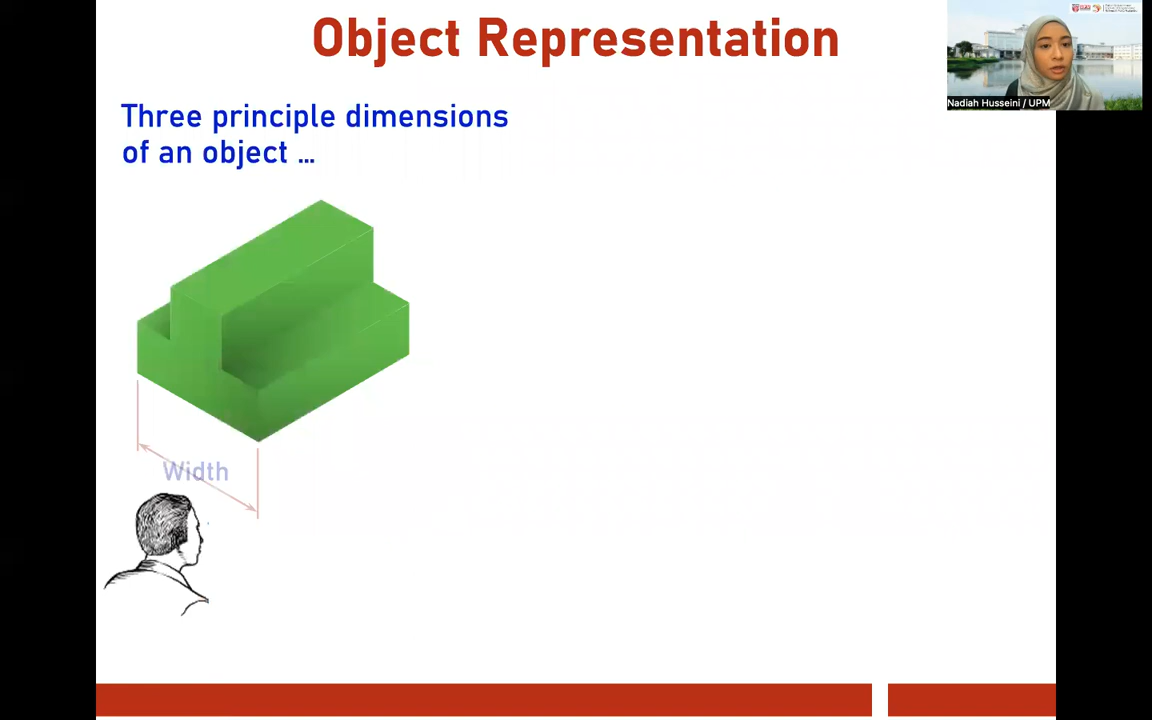 Object Representation
Nadiah Husseini / UPM
Three principle dimensions
of an object ...
Width